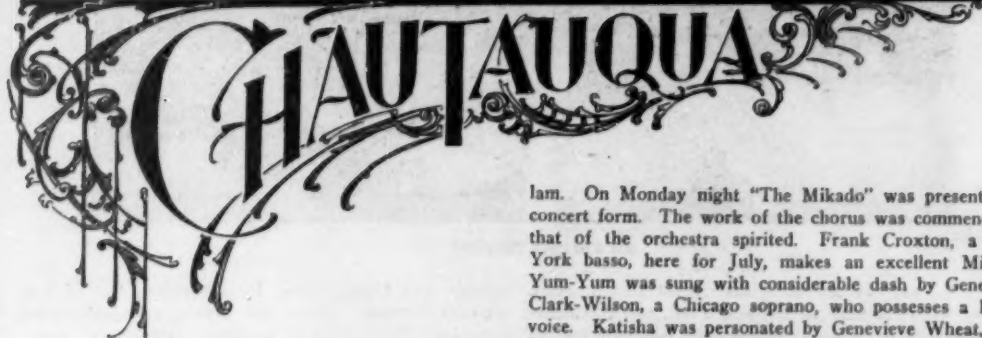 CHAUTAUQUA
lam. On Monday night "The Mikado" was present
concert form. The work of the chorus was commen
that of the orchestra spirited. Frank Croxton, a
York basso, here for July, makes an excellent Mi
Yum-Yum was sung with considerable dash by Gene
Clark-Wilson, a Chicago soprano, who possesses a
voice. Katisha was personated by Genevieve Wheat,